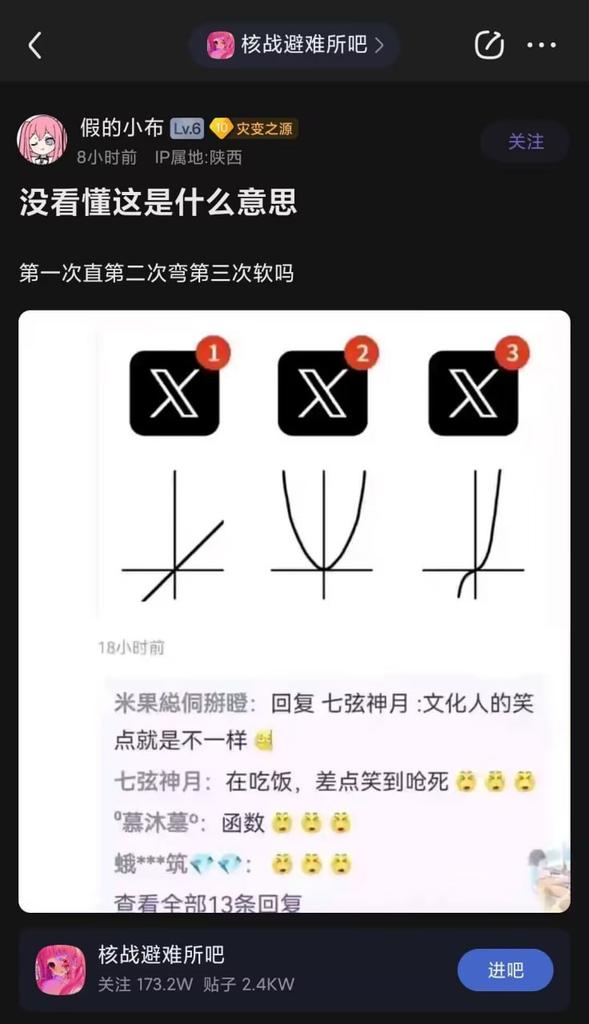 核战避难所吧
假的小布 Lv.6 10 灾变之源
8小时前 IP属地:陕西
关注
没看懂这是什么意思
第一次直第二次弯第三次软吗
X 1 X 2 X 3
18小时前
米果総侗掰瞪：回复 七弦神月 :文化人的笑
点就是不一样
七弦神月：在吃饭，差点笑到呛死
⁰慕沐墓º：函数
蛾***筑💎💎：
查看全部13条回复
核战避难所吧
关注 173.2W 贴子 2.4KW
进吧